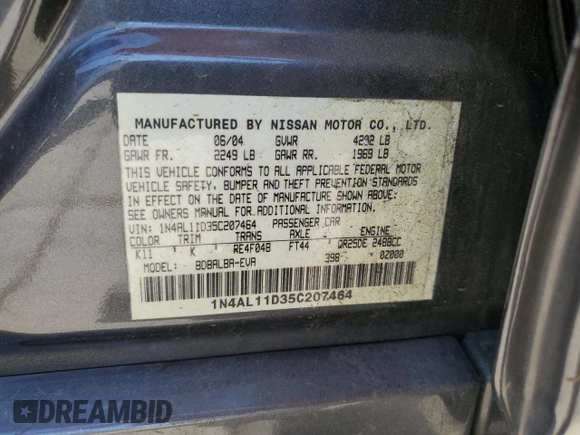 MANUFACTURED BY NISSAN MOTOR CO., LTD.
DATE 06/04 GVWR 4232 LB
GAWR FR. 2249 LB GAWR RR. 1969 LB
THIS VEHICLE CONFORMS TO ALL APPLICABLE FEDERAL MOTOR
VEHICLE SAFETY, BUMPER AND THEFT PREVENTION STANDARDS
IN EFFECT ON THE DATE OF MANUFACTURE SHOWN ABOVE.
SEE OWNERS MANUAL FOR ADDITIONAL INFORMATION.
VIN: 1N4AL11D35C207464 PASSENGER CAR
COLOR TRIM TRANS AXLE ENGINE
K11 K RE4F04B FT44 QR25DE 2488CC
MODEL: BDBALBA-EVA 398 02000
1N4AL11D35C207464
DREAMBID